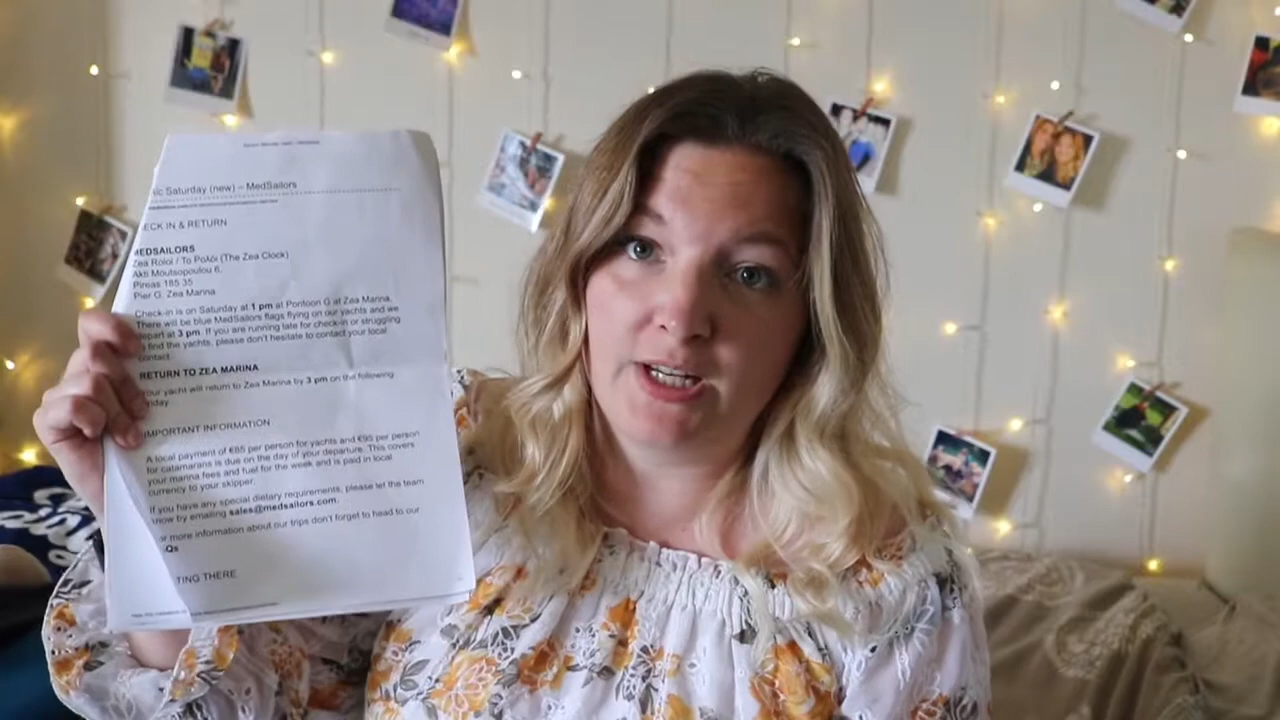 ic Saturday (new) – MedSailors
ECK IN & RETURN
MEDSAILORS
Zea Roloi / Το Ρολόι (The Zea Clock)
Akti Moutsopoulou 6,
Pireas 185 35
Pier G. Zea Marina
Check-in is on Saturday at 1 pm at Pontoon G at Zea Marina.
There will be blue MedSailors flags flying on our yachts and we
depart at 3 pm. If you are running late for check-in or struggling
find the yachts, please don't hesitate to contact your local
contact
RETURN TO ZEA MARINA
Your yacht will return to Zea Marina by 3 pm on the following
riday
IMPORTANT INFORMATION
A local payment of €85 per person for yachts and €95 per person
for catamarans is due on the day of your departure. This covers
your marina fees and fuel for the week and is paid in local
currency to your skipper.
If you have any special dietary requirements, please let the team
know by emailing sales@medsailors.com.
or more information about our trips don't forget to head to our
Qs
TING THERE